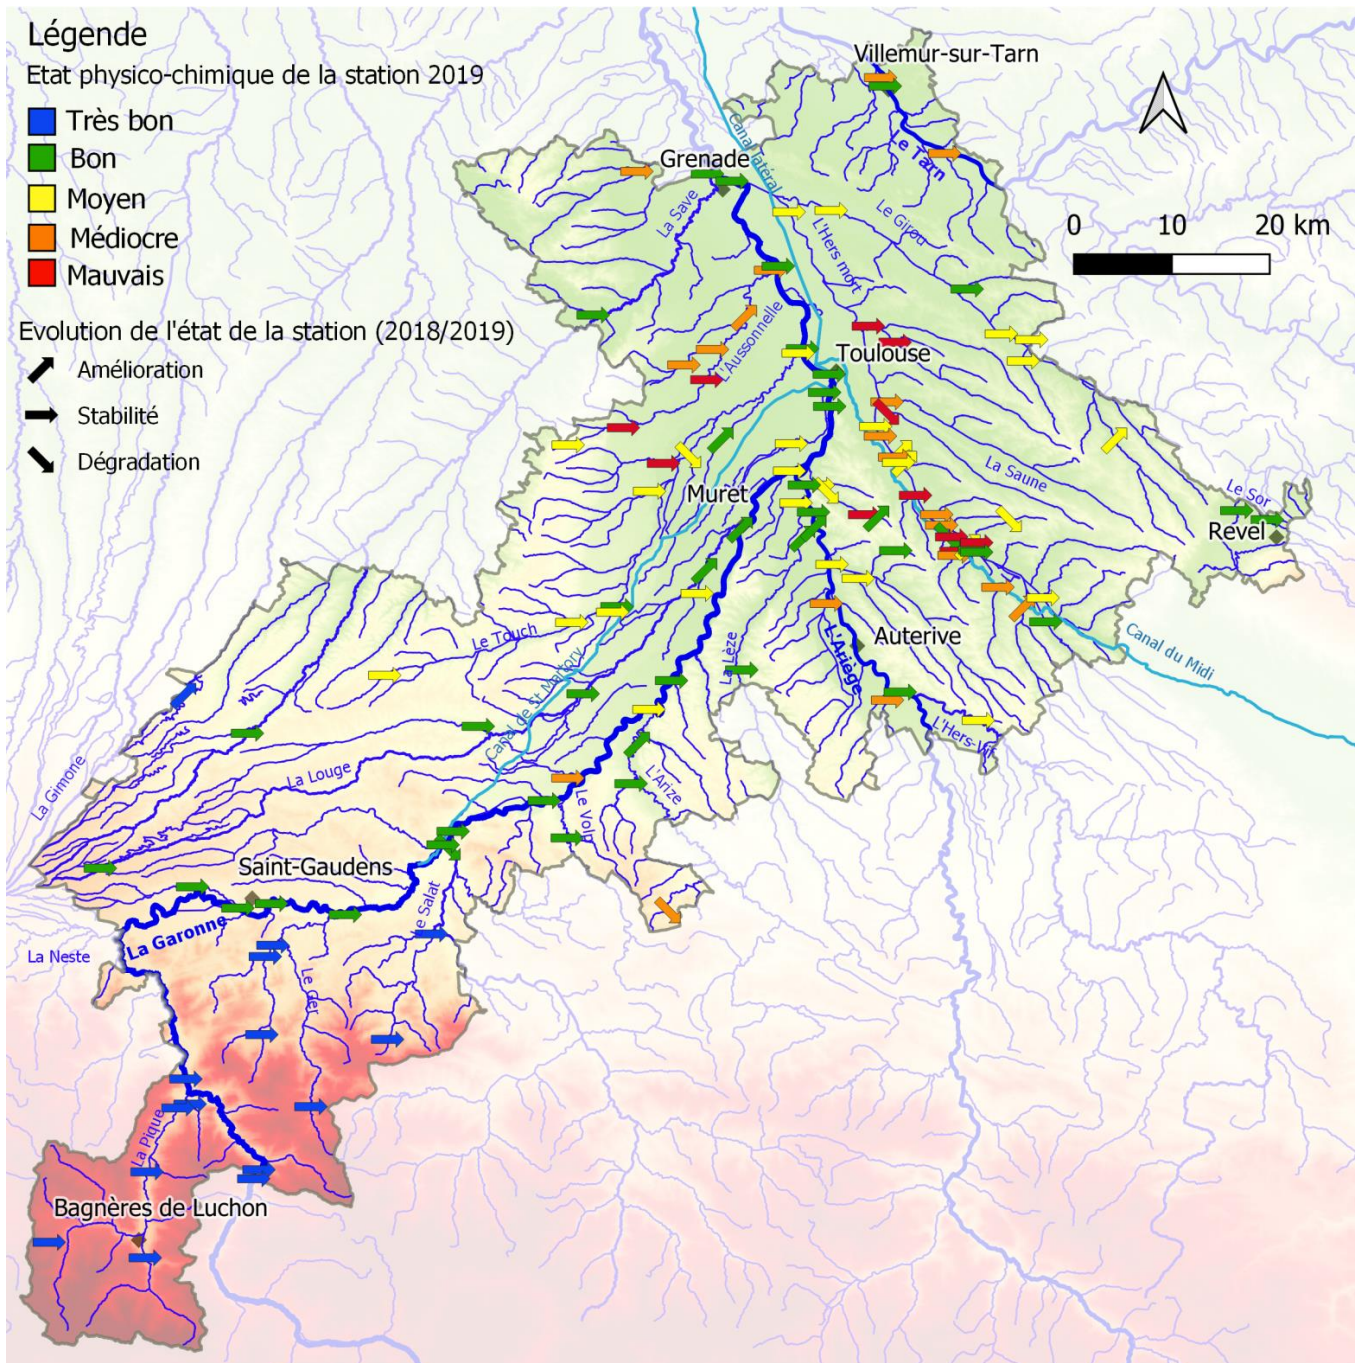 Légende
Etat physico-chimique de la station 2019
Très bon
Bon
Moyen
Médiocre
Mauvais
Evolution de l'état de la station (2018/2019)
Amélioration
Stabilité
Dégradation
Villemur-sur-Tarn
Le Tarn
Canal latéral
Grenade
La Save
Le Girou
L'Hers mort
0 10 20 km
L'Aussonnelle
Toulouse
La Saune
Le Sor
Revel
Muret
Le Touch
La Lèze
L'Ariège
Auterive
Canal du Midi
Canal de St Martory
L'Hers-Vif
La Gimone
La Louge
L'Arize
Le Volp
Saint-Gaudens
Le Salat
La Garonne
La Neste
Le Ger
La Pique
Bagnères de Luchon